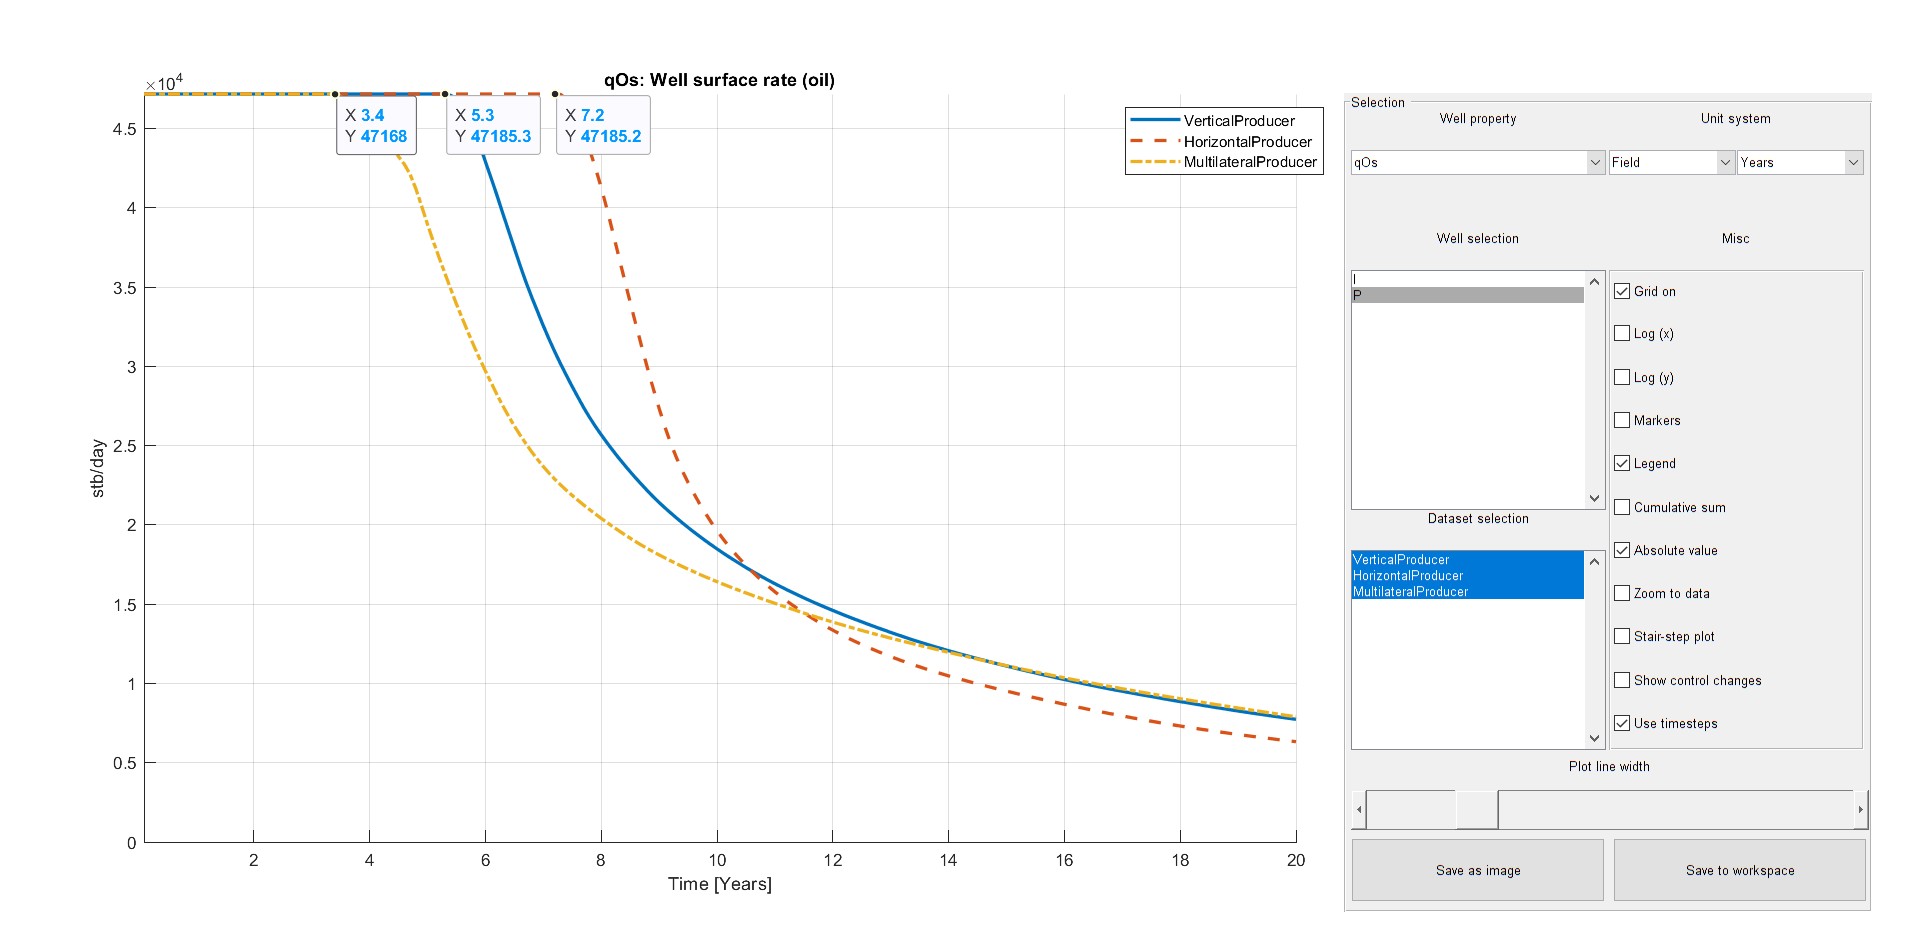 qOs: Well surface rate (oil)
×10⁴
X 3.4
Y 47168
X 5.3
Y 47185.3
X 7.2
Y 47185.2
VerticalProducer
HorizontalProducer
MultilateralProducer
4.5
4
3.5
3
2.5
2
1.5
1
0.5
0
stb/day
2 4 6 8 10 12 14 16 18 20
Time [Years]
Selection
Well property
Unit system
qOs
Field
Years
Well selection
I
P
Dataset selection
VerticalProducer
HorizontalProducer
MultilateralProducer
Misc
Grid on
Log (x)
Log (y)
Markers
Legend
Cumulative sum
Absolute value
Zoom to data
Stair-step plot
Show control changes
Use timesteps
Plot line width
Save as image
Save to workspace